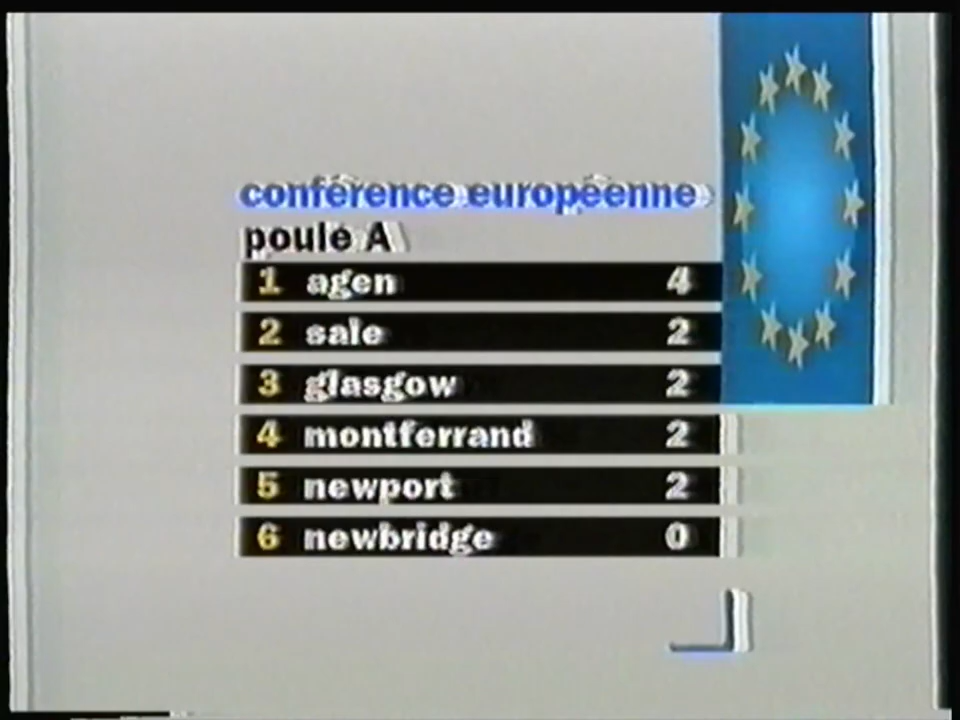 conférence européenne
poule A
1 agen 4
2 sale 2
3 glasgow 2
4 montferrand 2
5 newport 2
6 newbridge 0